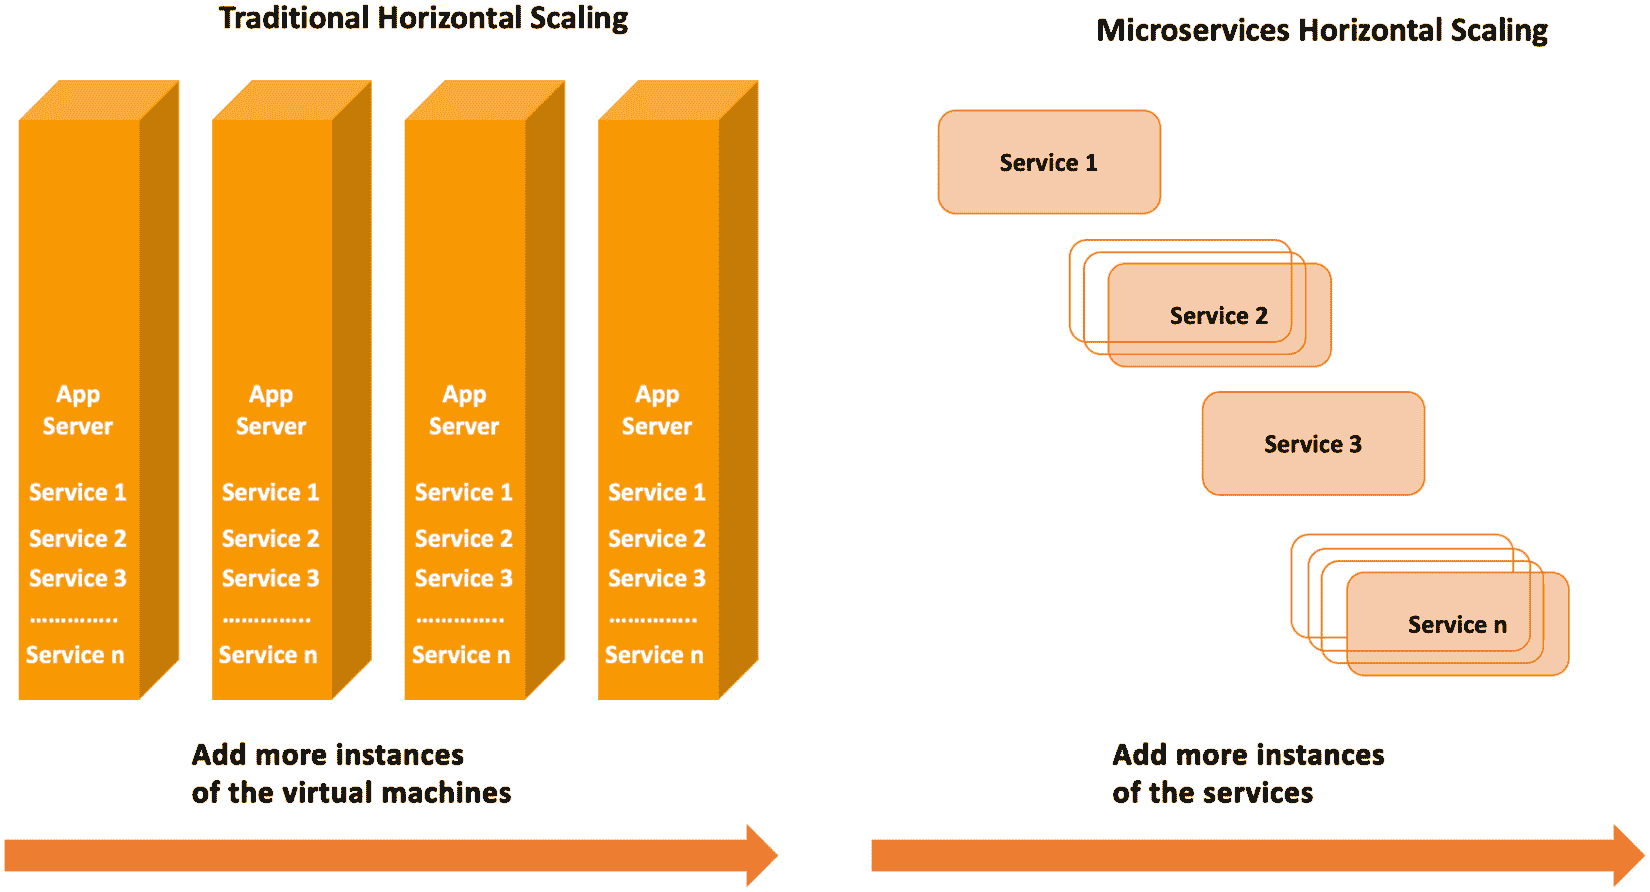 Traditional Horizontal Scaling
App
Server
Service 1
Service 2
Service 3
…………..
Service n
App
Server
Service 1
Service 2
Service 3
…………..
Service n
App
Server
Service 1
Service 2
Service 3
…………..
Service n
App
Server
Service 1
Service 2
Service 3
…………..
Service n
Add more instances
of the virtual machines
Microservices Horizontal Scaling
Service 1
Service 2
Service 3
Service n
Add more instances
of the services